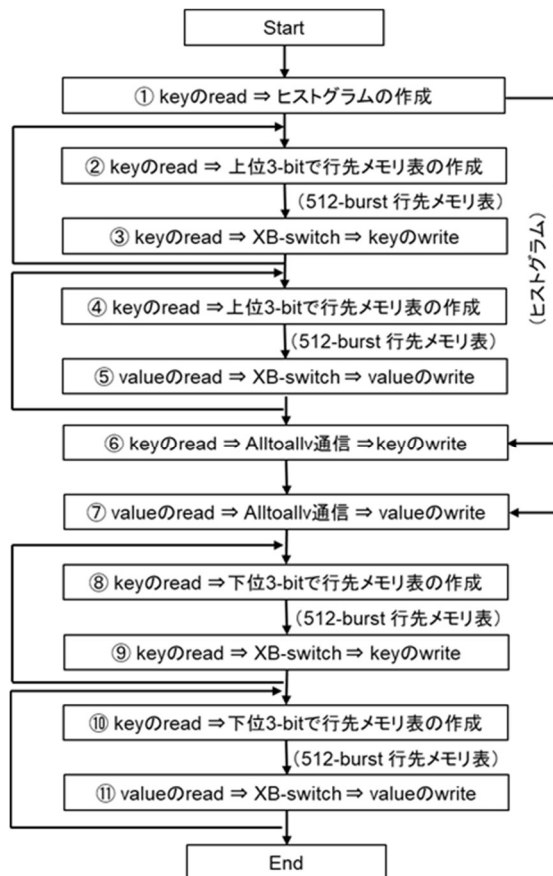 Start
① keyのread ⇒ ヒストグラムの作成
② keyのread ⇒ 上位3-bitで行先メモリ表の作成
（512-burst 行先メモリ表）
③ keyのread ⇒ XB-switch ⇒ keyのwrite
（ヒストグラム）
④ keyのread ⇒上位3-bitで行先メモリ表の作成
（512-burst 行先メモリ表）
⑤ valueのread ⇒ XB-switch ⇒ valueのwrite
⑥ keyのread ⇒ Alltoallv通信 ⇒keyのwrite
⑦ valueのread ⇒ Alltoallv通信 ⇒ valueのwrite
⑧ keyのread ⇒下位3-bitで行先メモリ表の作成
（512-burst 行先メモリ表）
⑨ keyのread ⇒ XB-switch ⇒ keyのwrite
⑩ keyのread ⇒下位3-bitで行先メモリ表の作成
（512-burst 行先メモリ表）
⑪ valueのread ⇒ XB-switch ⇒ valueのwrite
End